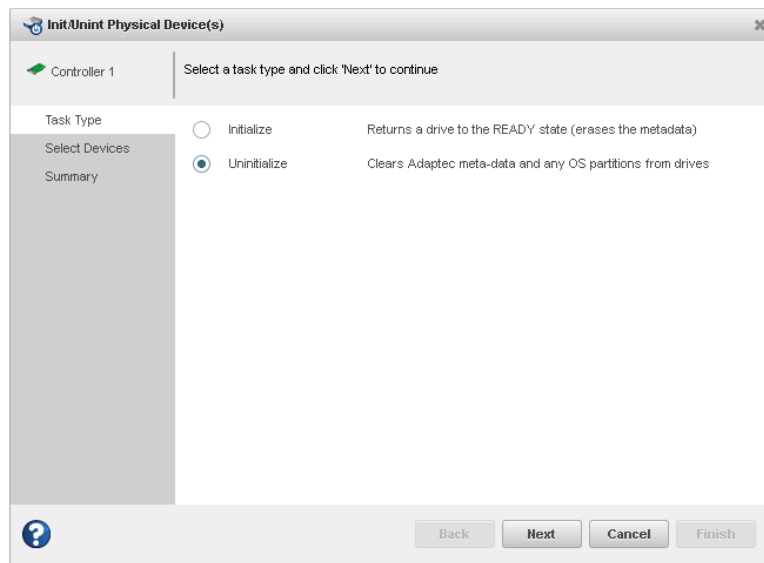 Init/Unint Physical Device(s)
Controller 1
Select a task type and click 'Next' to continue
Task Type
Select Devices
Summary
Initialize Returns a drive to the READY state (erases the metadata)
Uninitialize Clears Adaptec meta-data and any OS partitions from drives
? Back Next Cancel Finish